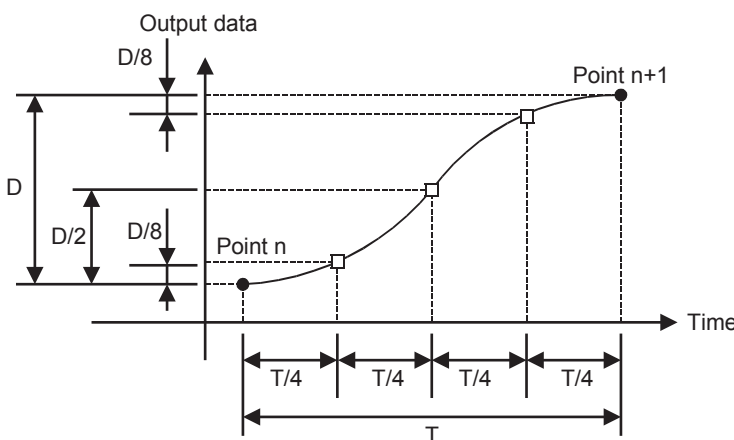 Output data
D/8
Point n+1
D
D/2
D/8
Point n
Time
T/4
T/4
T/4
T/4
T